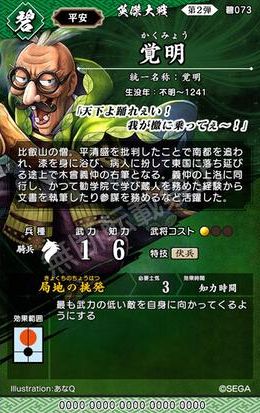 碧
平安
英傑大戦
第2弾
碧073
かくみょう
覚明
統一名称：覚明
生没年：不明～1241
「天下よ踊れぇい！
我が檄に乗ってぇ～！」
比叡山の僧。平清盛を批判したことで南都を追わ
れ、漆を身に浴び、病人に扮して東国に落ち延び
る途上で木曾義仲の右筆となる。義仲の上洛に同
行し、かつて勧学院で学び蔵人を務めた経験から
文書を執筆したり参謀を務めるなど活躍した。
兵種 武力 知力 武将コスト
騎兵 1 6 特技 伏兵
きょくちのちょうはつ 必要士気 効果時間
局地の挑発 3 知力時間
効果範囲
最も武力の低い敵を自身に向かってくるよ
うにする
Illustration:あなQ
©SEGA
0000-0000-0000-0000-0000